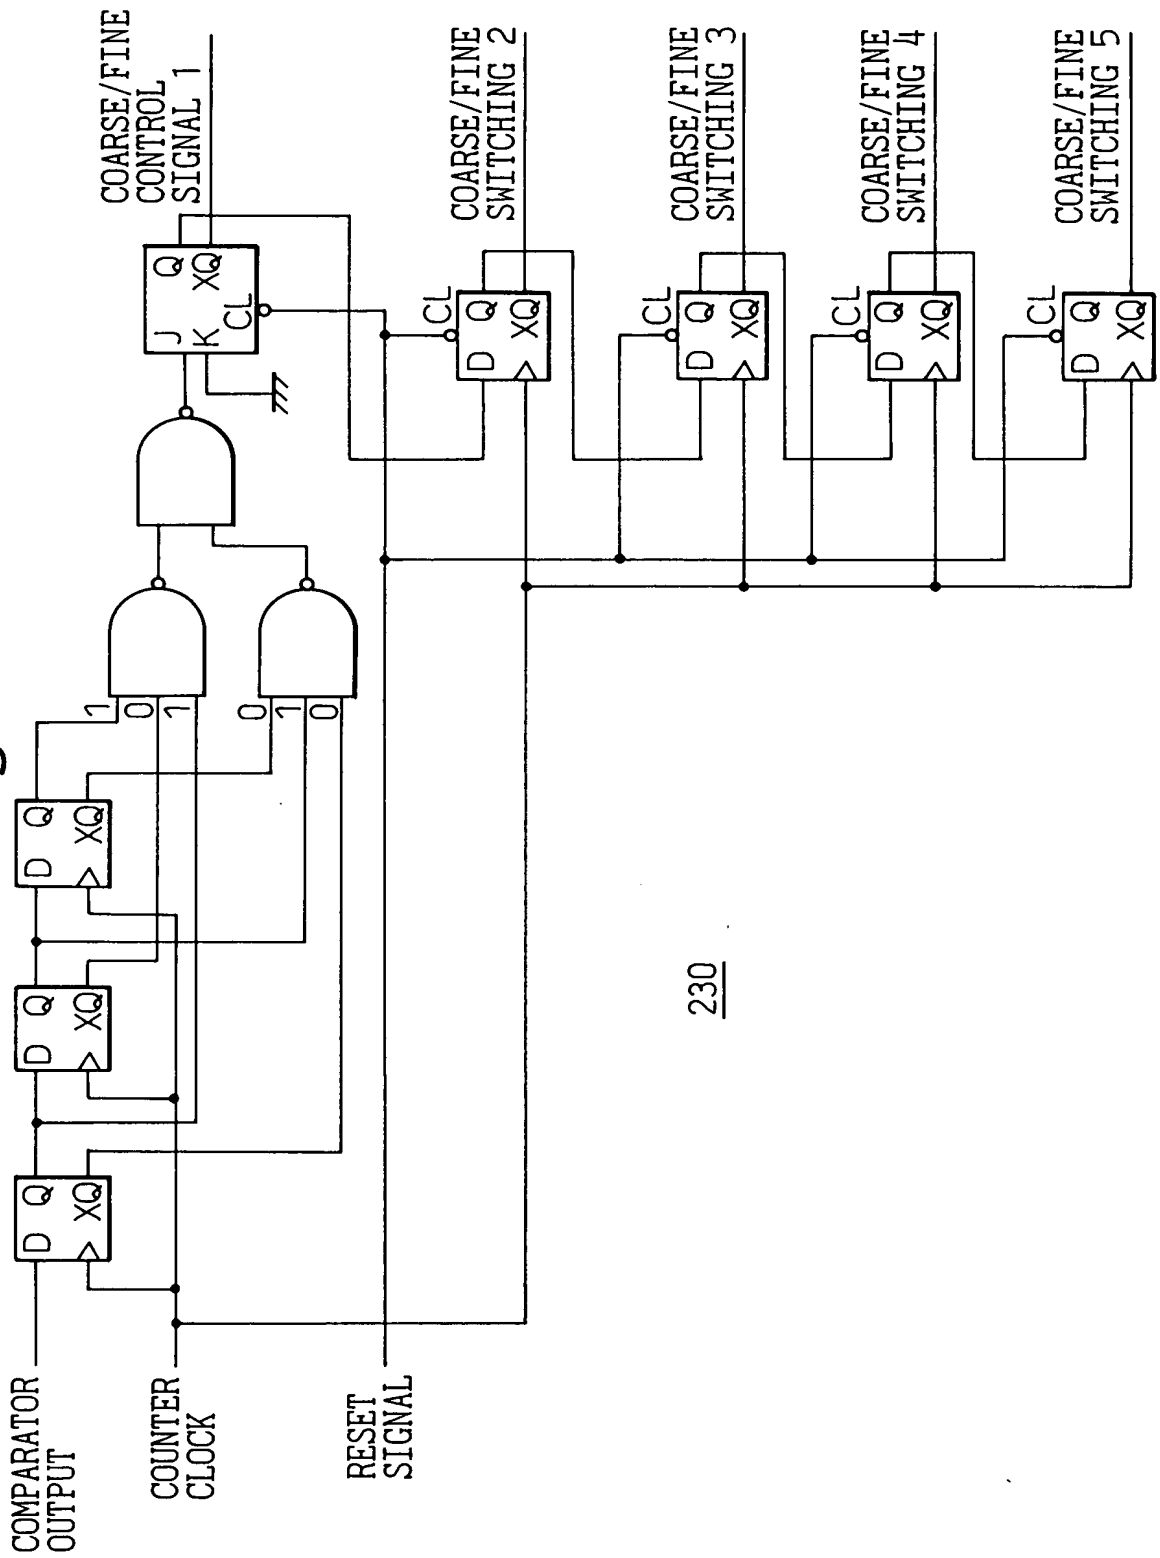 COMPARATOR
OUTPUT
COUNTER
CLOCK
RESET
SIGNAL
D Q
XQ
D Q
XQ
D Q
XQ
1
0
1
0
1
0
J Q
K XQ
CL
COARSE/FINE
CONTROL
SIGNAL 1
CL
D Q
XQ
COARSE/FINE
SWITCHING 2
CL
D Q
XQ
COARSE/FINE
SWITCHING 3
CL
D Q
XQ
COARSE/FINE
SWITCHING 4
CL
D Q
XQ
COARSE/FINE
SWITCHING 5
230